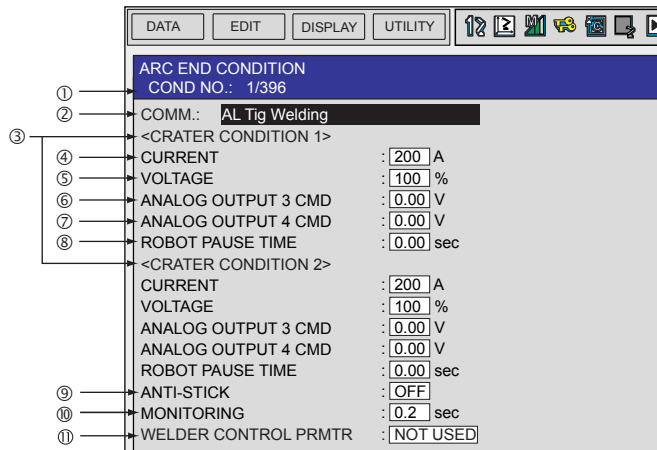 DATA EDIT DISPLAY UTILITY
ARC END CONDITION
① COND NO.: 1/396
② COMM.: AL Tig Welding
③ <CRATER CONDITION 1>
④ CURRENT : 200 A
⑤ VOLTAGE : 100 %
⑥ ANALOG OUTPUT 3 CMD : 0.00 V
⑦ ANALOG OUTPUT 4 CMD : 0.00 V
⑧ ROBOT PAUSE TIME : 0.00 sec
<CRATER CONDITION 2>
CURRENT : 200 A
VOLTAGE : 100 %
ANALOG OUTPUT 3 CMD : 0.00 V
ANALOG OUTPUT 4 CMD : 0.00 V
ROBOT PAUSE TIME : 0.00 sec
⑨ ANTI-STICK : OFF
⑩ MONITORING : 0.2 sec
⑪ WELDER CONTROL PRMTR : NOT USED